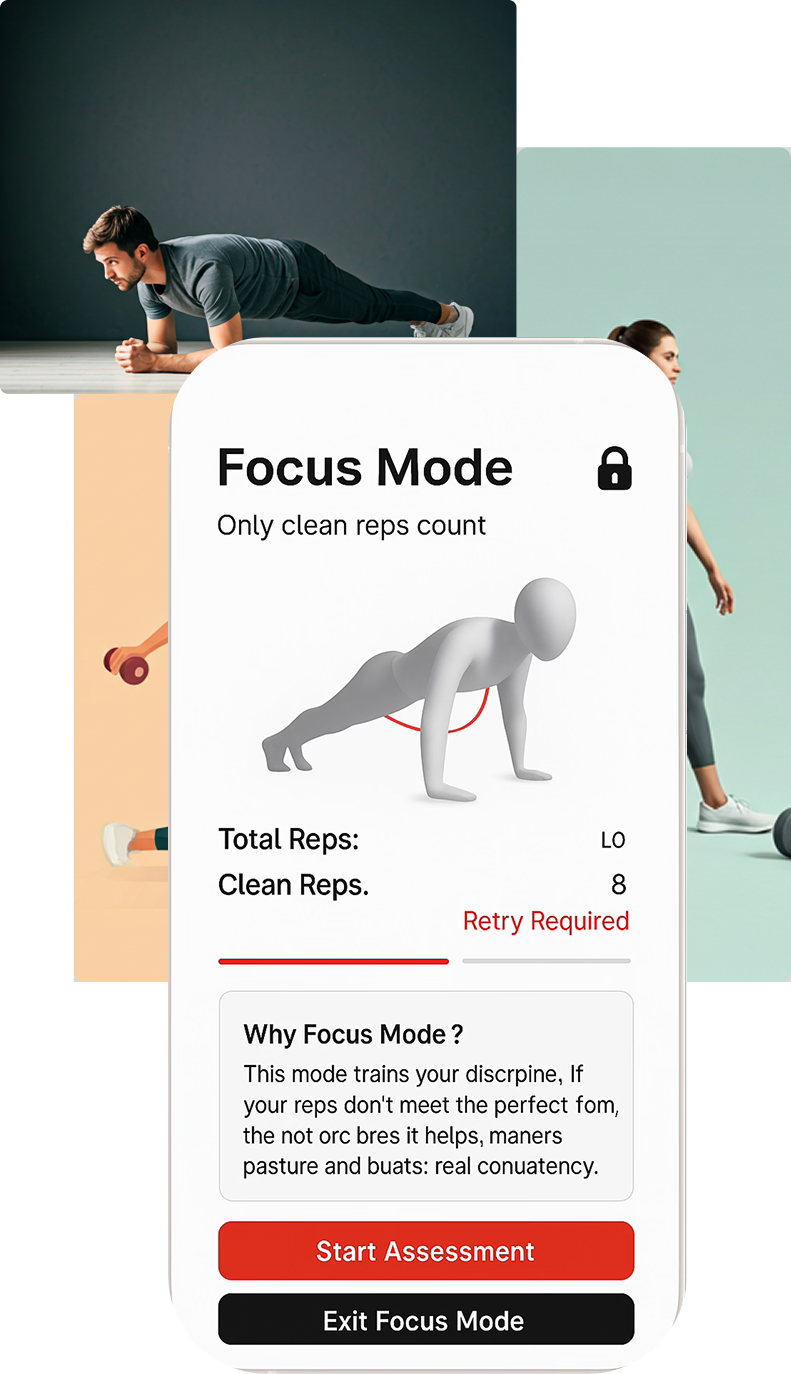 Focus Mode
Only clean reps count
Total Reps: LO
Clean Reps. 8
Retry Required
Why Focus Mode?
This mode trains your discrpine, If
your reps don't meet the perfect fom,
the not orc bres it helps, maners
pasture and buats: real conuatency.
Start Assessment
Exit Focus Mode